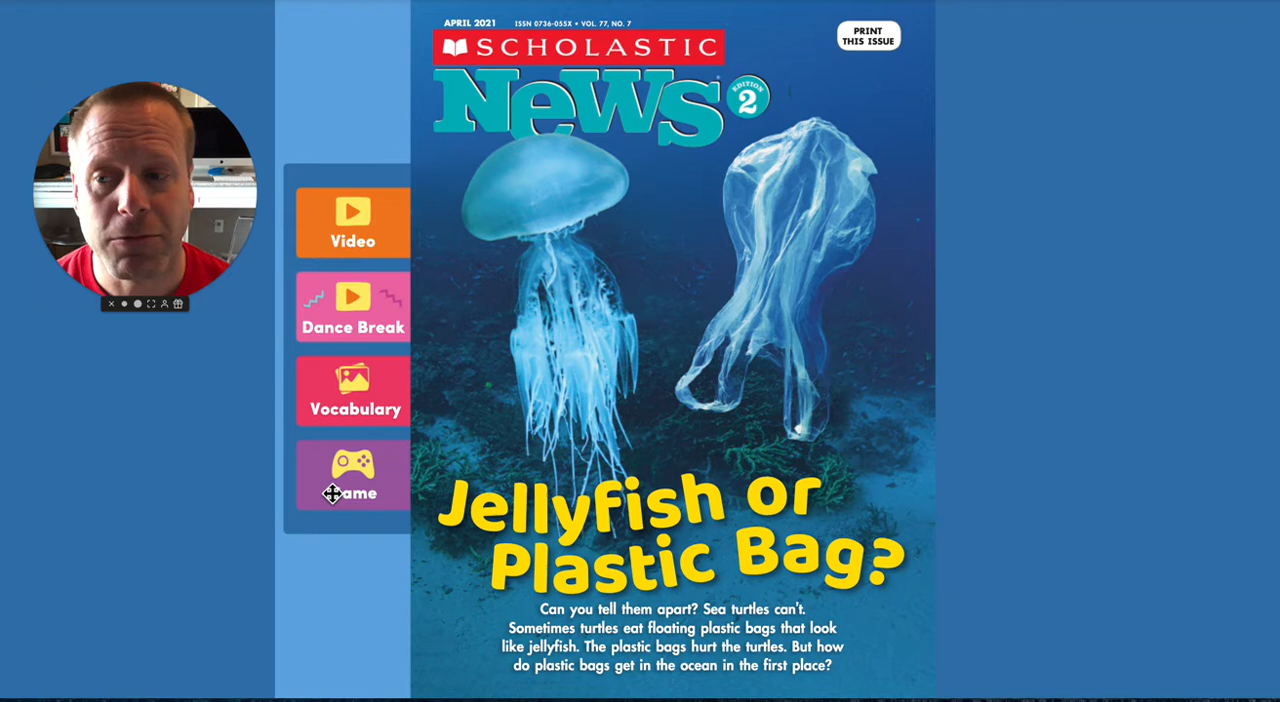 APRIL 2021 ISSN 0736-055X • VOL. 77, NO. 7
PRINT
THIS ISSUE
SCHOLASTIC
News
EDITION
2
Video
Dance Break
Vocabulary
ame
Jellyfish or
Plastic Bag?
Can you tell them apart? Sea turtles can't.
Sometimes turtles eat floating plastic bags that look
like jellyfish. The plastic bags hurt the turtles. But how
do plastic bags get in the ocean in the first place?